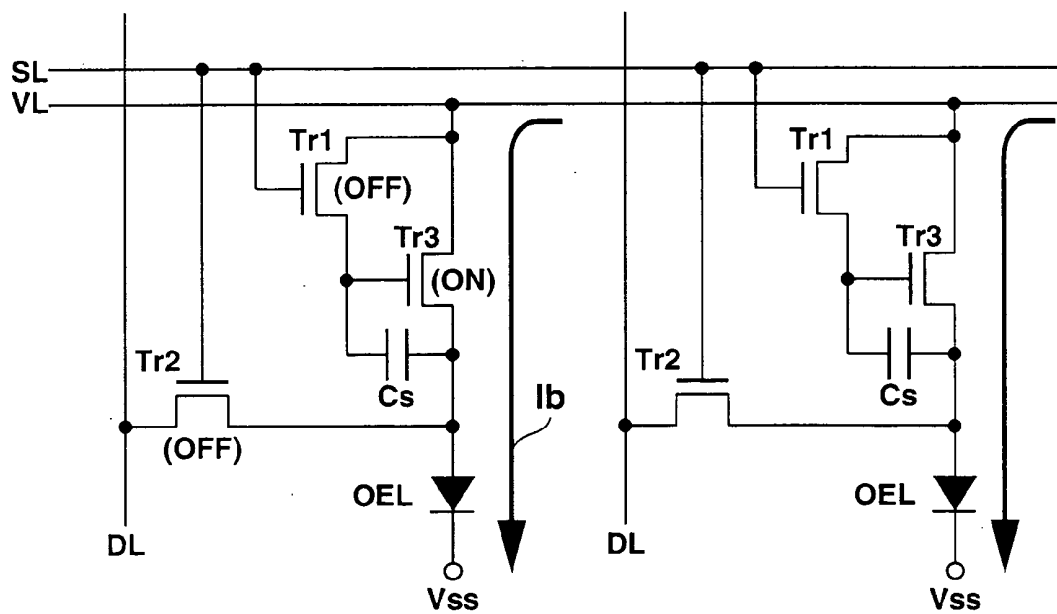 SL
VL
Tr1
(OFF)
Tr3
(ON)
Tr2
(OFF)
Cs
Ib
OEL
DL
Vss
Tr1
Tr3
Tr2
Cs
OEL
DL
Vss